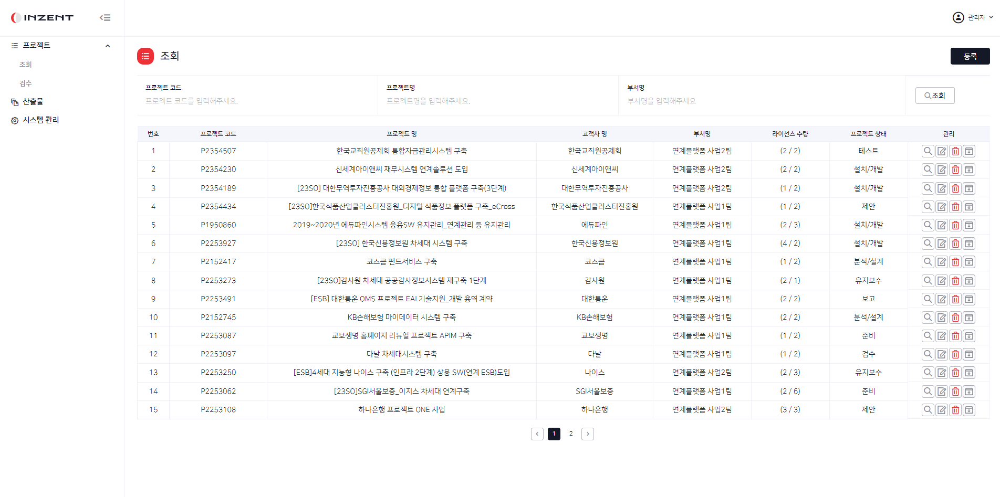 INZENT
관리자
프로젝트
조회
검수
산출물
시스템 관리
조회
등록
프로젝트 코드
프로젝트 코드를 입력해주세요.
프로젝트명
프로젝트명을 입력해주세요.
부서명
부서명을 입력해주세요
조회
번호 프로젝트 코드 프로젝트 명 고객사 명 부서명 라이선스 수량 프로젝트 상태 관리
1 P2354507 한국교직원공제회 통합자금관리시스템 구축 한국교직원공제회 연계플랫폼 사업2팀 (2 / 2) 테스트
2 P2354230 신세계아이앤씨 재무시스템 연계솔루션 도입 신세계아이앤씨 연계플랫폼 사업2팀 (2 / 2) 설치/개발
3 P2354189 [23SO] 대한무역투자진흥공사 대외경제정보 통합 플랫폼 구축(3단계) 대한무역투자진흥공사 연계플랫폼 사업2팀 (1 / 2) 설치/개발
4 P2354434 [23SO]한국식품산업클러스터진흥원_디지털 식품정보 플랫폼 구축_eCross 한국식품산업클러스터진흥원 연계플랫폼 사업1팀 (1 / 2) 제안
5 P1950860 2019~2020년 에듀파인시스템 응용SW 유지관리_연계관리 등 유지관리 에듀파인 연계플랫폼 사업1팀 (2 / 3) 설치/개발
6 P2253927 [23SO] 한국신용정보원 차세대 시스템 구축 한국신용정보원 연계플랫폼 사업1팀 (4 / 2) 설치/개발
7 P2152417 코스콤 펀드서비스 구축 코스콤 연계플랫폼 사업1팀 (1 / 2) 분석/설계
8 P2253273 [23SO]감사원 차세대 공공감사정보시스템 재구축 1단계 감사원 연계플랫폼 사업1팀 (2 / 1) 유지보수
9 P2253491 [ESB] 대한통운 OMS 프로젝트 EAI 기술지원_개발 용역 계약 대한통운 연계플랫폼 사업1팀 (2 / 2) 보고
10 P2152745 KB손해보험 마이데이터 시스템 구축 KB손해보험 연계플랫폼 사업1팀 (2 / 2) 분석/설계
11 P2253087 교보생명 홈페이지 리뉴얼 프로젝트 APIM 구축 교보생명 연계플랫폼 사업1팀 (1 / 2) 준비
12 P2253097 다날 차세대시스템 구축 다날 연계플랫폼 사업1팀 (1 / 2) 검수
13 P2253250 [ESB]4세대 지능형 나이스 구축 (인프라 2단계) 상용 SW(연계 ESB)도입 나이스 연계플랫폼 사업2팀 (2 / 3) 유지보수
14 P2253062 [23SO]SGI서울보증_이지스 차세대 연계구축 SGI서울보증 연계플랫폼 사업1팀 (2 / 6) 준비
15 P2253108 하나은행 프로젝트 ONE 사업 하나은행 연계플랫폼 사업2팀 (3 / 3) 제안
1 2